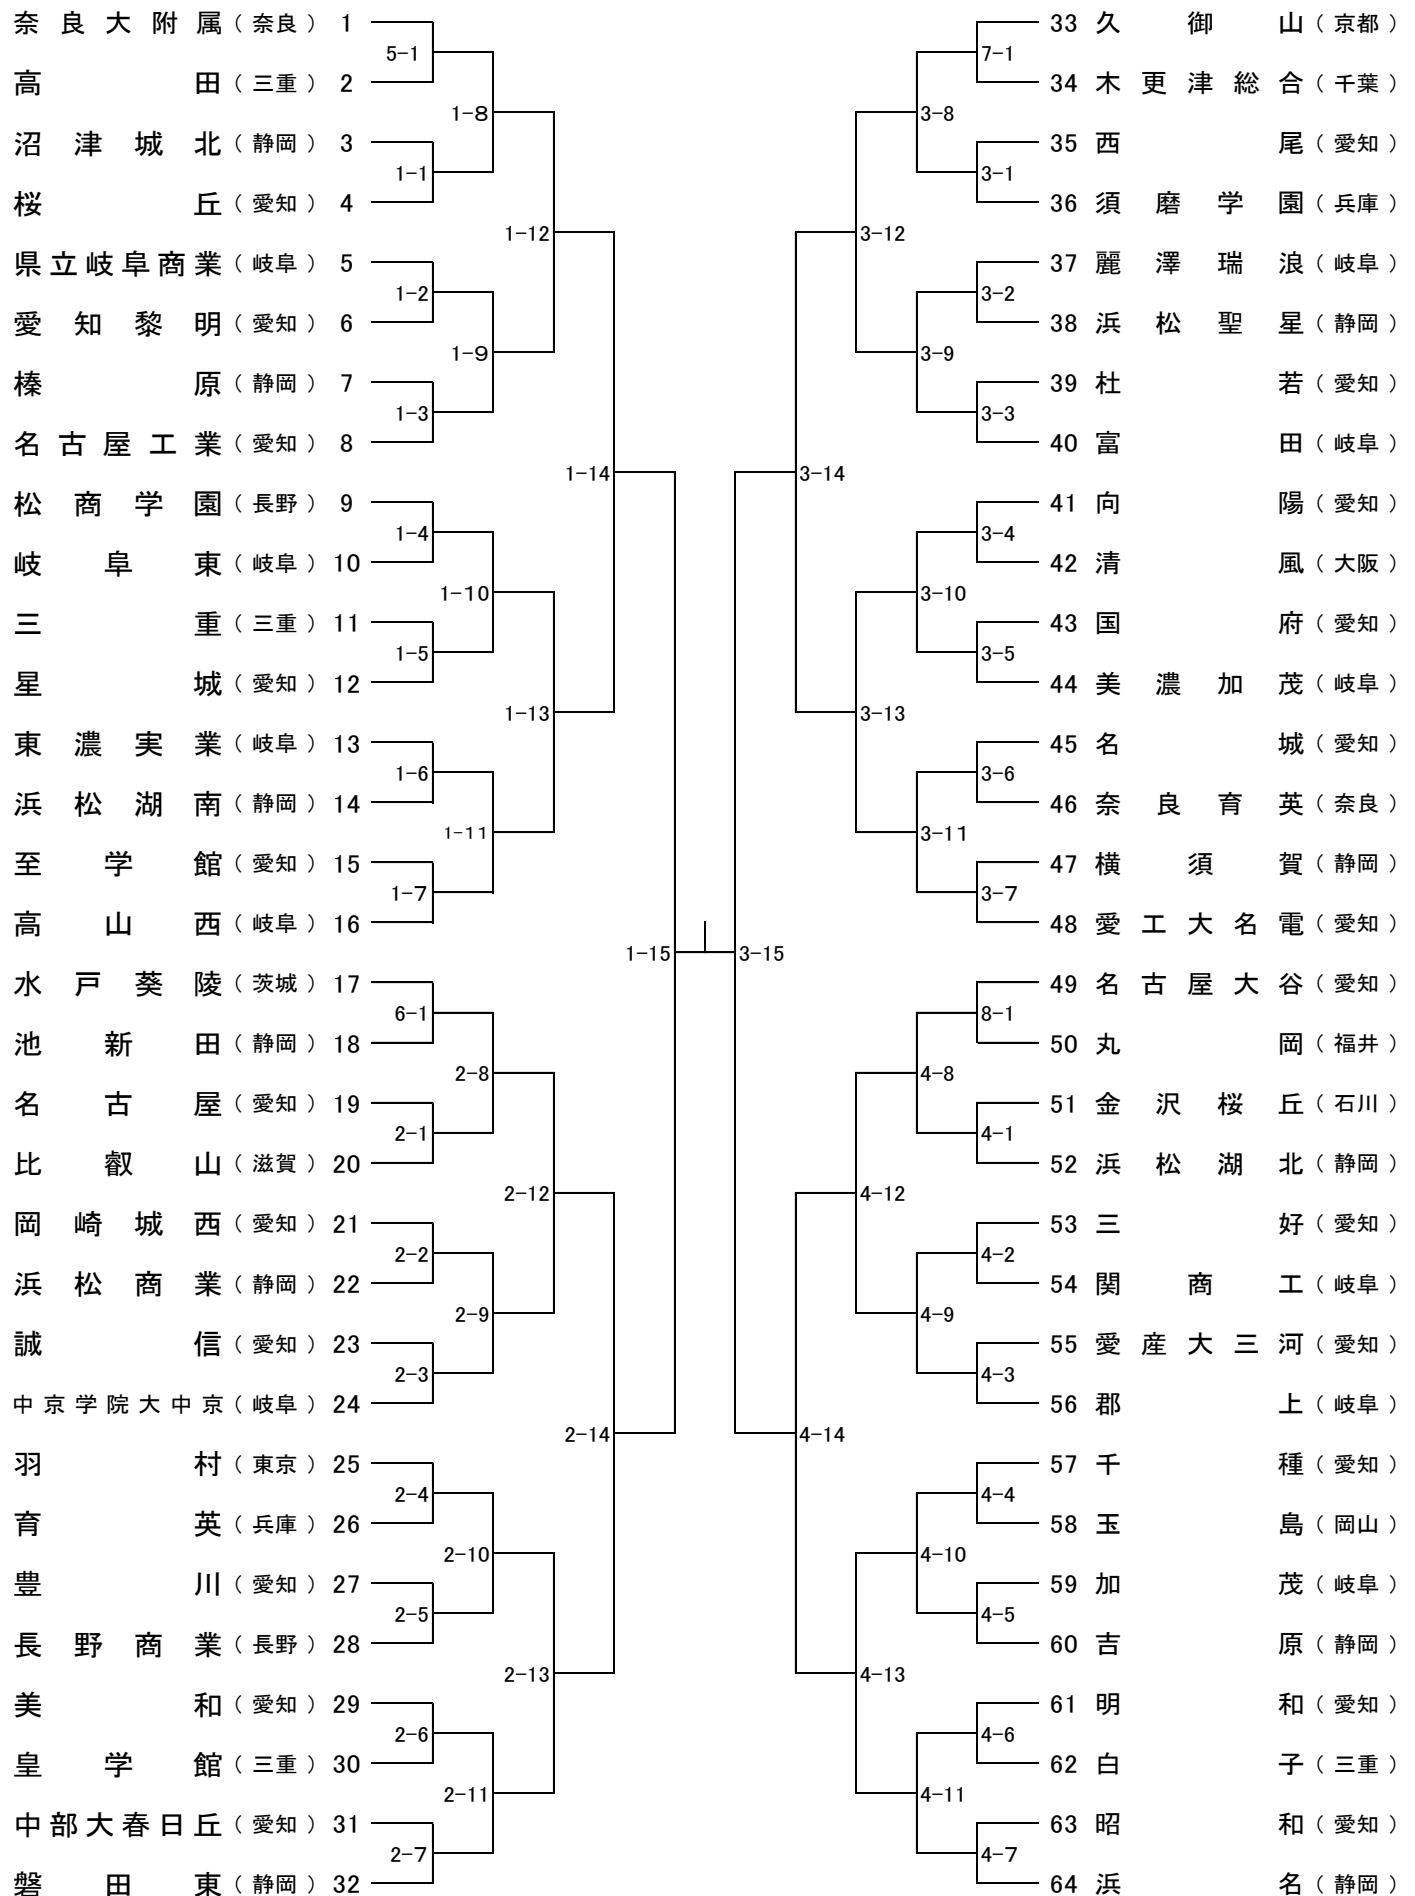 奈良大附属（奈良）1
5-1
高田（三重）2
1-8
沼津城北（静岡）3
1-1
桜丘（愛知）4
1-12
県立岐阜商業（岐阜）5
1-2
愛知黎明（愛知）6
1-9
榛原（静岡）7
1-3
名古屋工業（愛知）8
1-14
松商学園（長野）9
1-4
岐阜東（岐阜）10
1-10
三重（三重）11
1-5
星城（愛知）12
1-13
東濃実業（岐阜）13
1-6
浜松湖南（静岡）14
1-11
至学館（愛知）15
1-7
高山西（岐阜）16
1-15
水戸葵陵（茨城）17
6-1
池新田（静岡）18
2-8
名古屋（愛知）19
2-1
比叡山（滋賀）20
2-12
岡崎城西（愛知）21
2-2
浜松商業（静岡）22
2-9
誠信（愛知）23
2-3
中京学院大中京（岐阜）24
2-14
羽村（東京）25
2-4
育英（兵庫）26
2-10
豊川（愛知）27
2-5
長野商業（長野）28
2-13
美和（愛知）29
2-6
皇学館（三重）30
2-11
中部大春日丘（愛知）31
2-7
磐田東（静岡）32
33 久御山（京都）
7-1
34 木更津総合（千葉）
3-8
35 西尾（愛知）
3-1
36 須磨学園（兵庫）
3-12
37 麗澤瑞浪（岐阜）
3-2
38 浜松聖星（静岡）
3-9
39 杜若（愛知）
3-3
40 富田（岐阜）
3-14
41 向陽（愛知）
3-4
42 清風（大阪）
3-10
43 国府（愛知）
3-5
44 美濃加茂（岐阜）
3-13
45 名城（愛知）
3-6
46 奈良育英（奈良）
3-11
47 横須賀（静岡）
3-7
48 愛工大名電（愛知）
3-15
49 名古屋大谷（愛知）
8-1
50 丸岡（福井）
4-8
51 金沢桜丘（石川）
4-1
52 浜松湖北（静岡）
4-12
53 三好（愛知）
4-2
54 関商工（岐阜）
4-9
55 愛産大三河（愛知）
4-3
56 郡上（岐阜）
4-14
57 千種（愛知）
4-4
58 玉島（岡山）
4-10
59 加茂（岐阜）
4-5
60 吉原（静岡）
4-13
61 明和（愛知）
4-6
62 白子（三重）
4-11
63 昭和（愛知）
4-7
64 浜名（静岡）